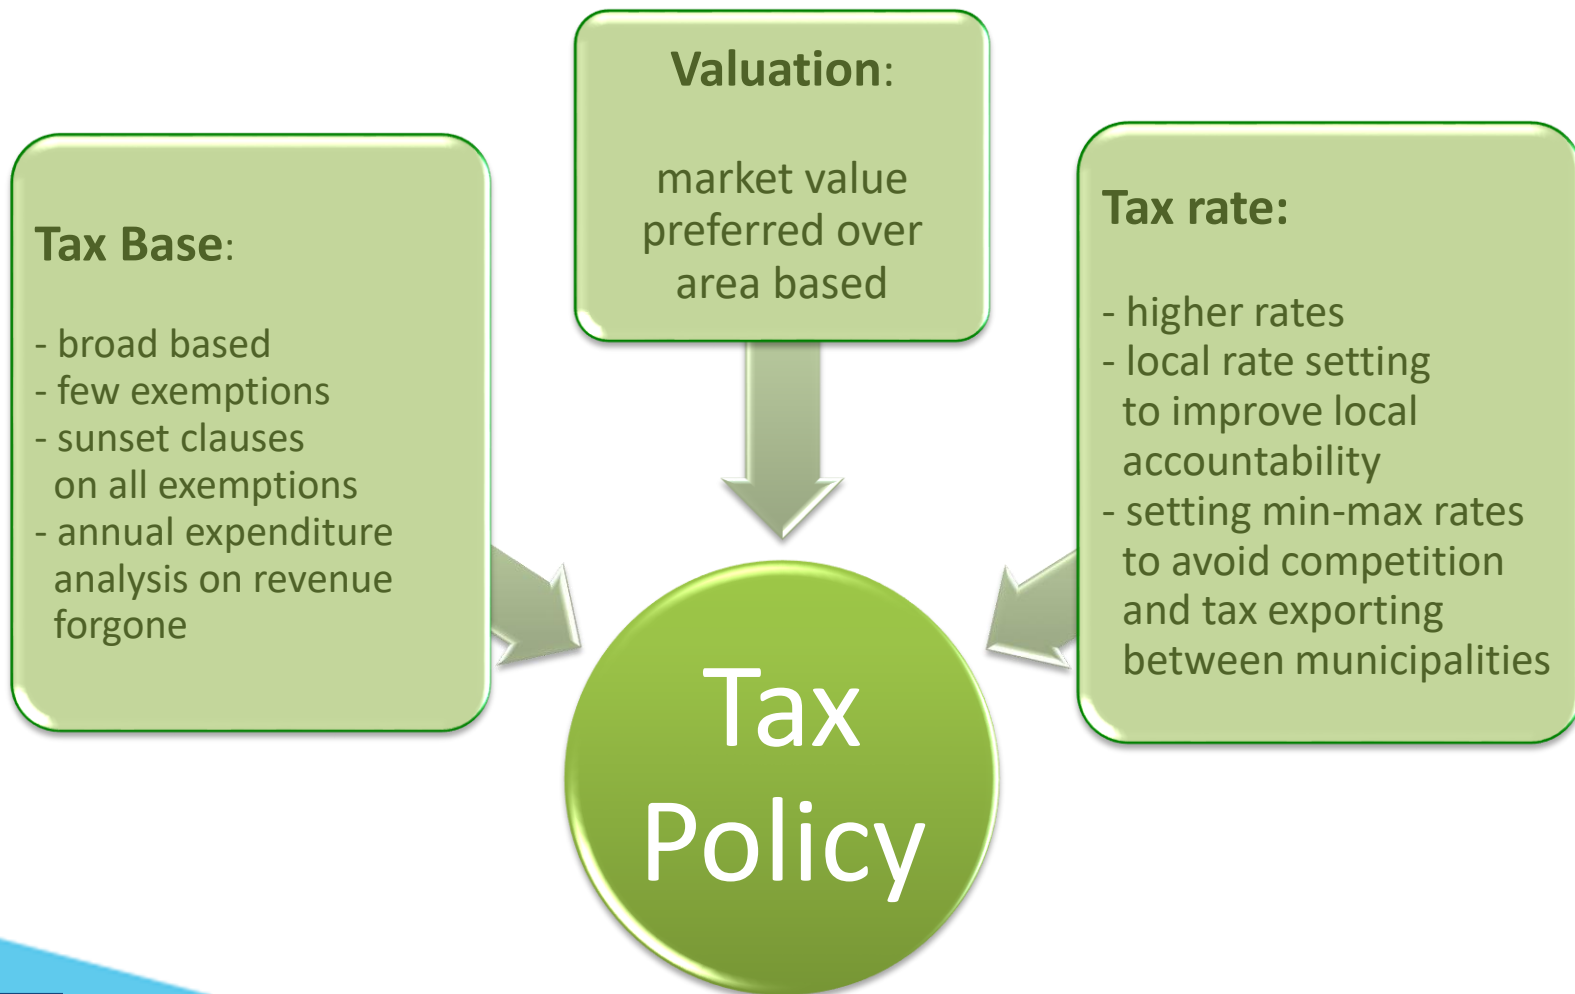 Valuation:
market value
preferred over
area based
Tax Base:
- broad based
- few exemptions
- sunset clauses
on all exemptions
- annual expenditure
analysis on revenue
forgone
Tax rate:
- higher rates
- local rate setting
to improve local
accountability
- setting min-max rates
to avoid competition
and tax exporting
between municipalities
Tax
Policy